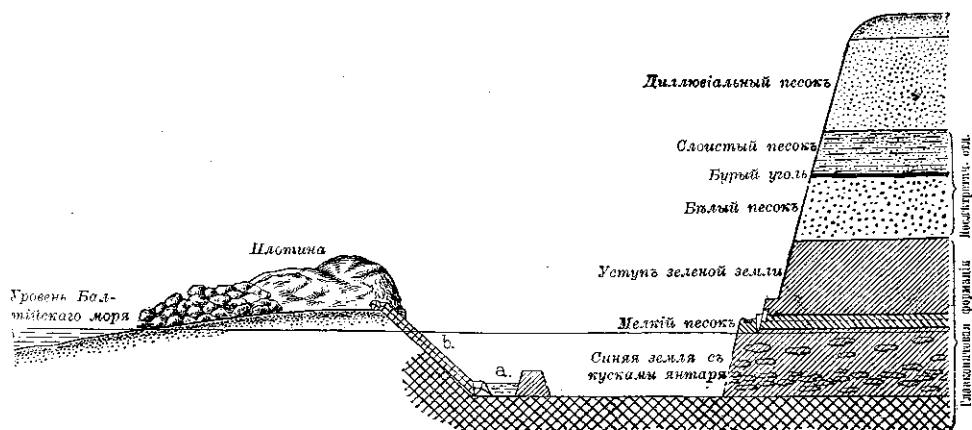 Диллювіальный песокъ
Слоистый песокъ
Бурый уголь
Бѣлый песокъ
Плотина
Уступъ зеленой земли
Уровень Бал-
тійскаго моря
Мелкій песокъ
b.
Синяя земля съ
кусками янтаря
a.
Глауконитовая формація